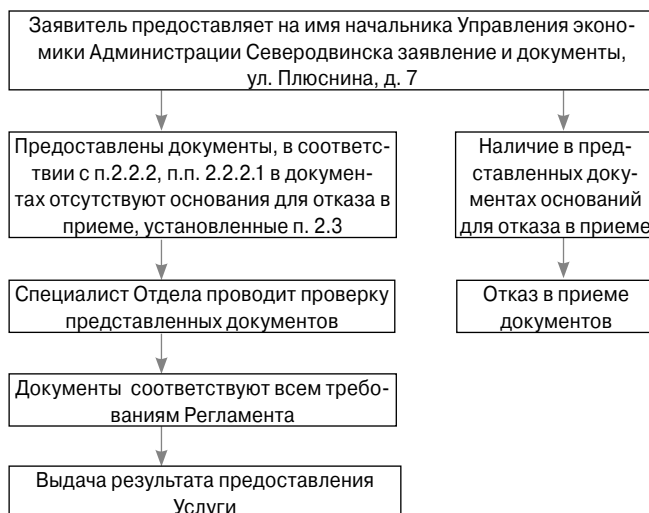 Заявитель предоставляет на имя начальника Управления эконо-
мики Администрации Северодвинска заявление и документы,
ул. Плюснина, д. 7
Предоставлены документы, в соответс-
твии с п.2.2.2, п.п. 2.2.2.1 в докумен-
тах отсутствуют основания для отказа в
приеме, установленные п. 2.3
Наличие в пред-
ставленных доку-
ментах оснований
для отказа в приеме
Специалист Отдела проводит проверку
представленных документов
Отказ в приеме
документов
Документы соответствуют всем требо-
ваниям Регламента
Выдача результата предоставления
Услуги